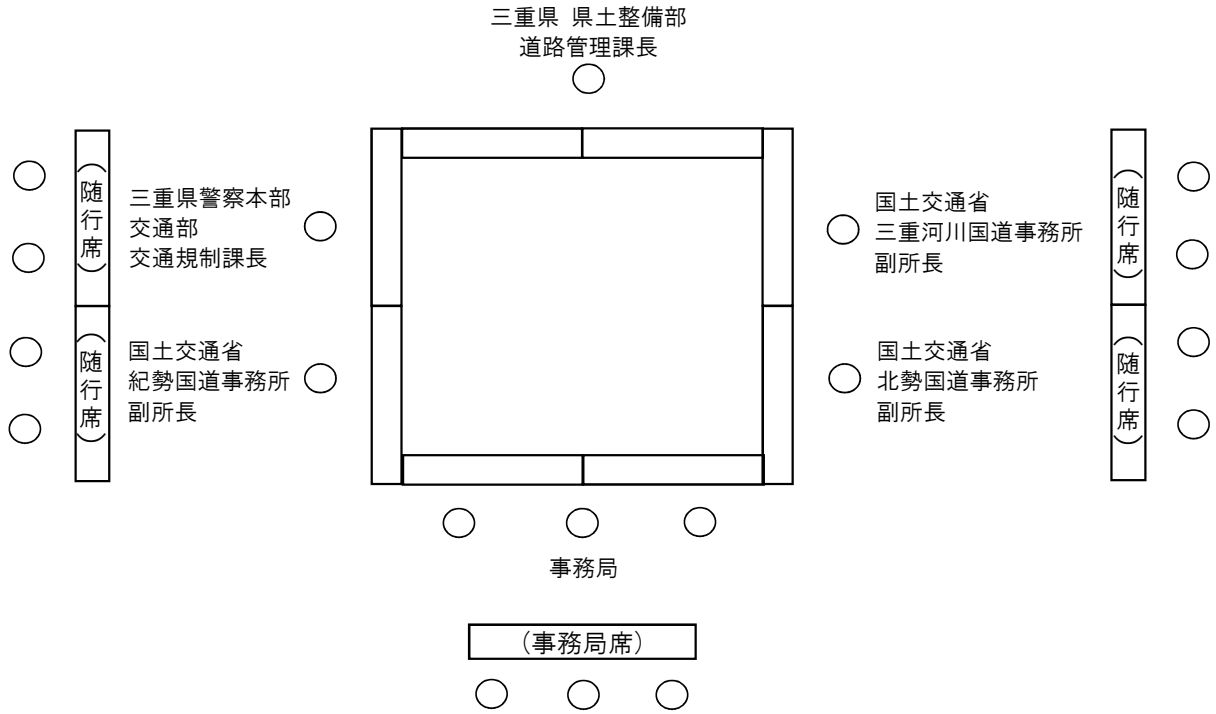 三重県 県土整備部
道路管理課長
(随行席)
三重県警察本部
交通部
交通規制課長
国土交通省
三重河川国道事務所
副所長
(随行席)
(随行席)
国土交通省
紀勢国道事務所
副所長
国土交通省
北勢国道事務所
副所長
(随行席)
事務局
(事務局席)